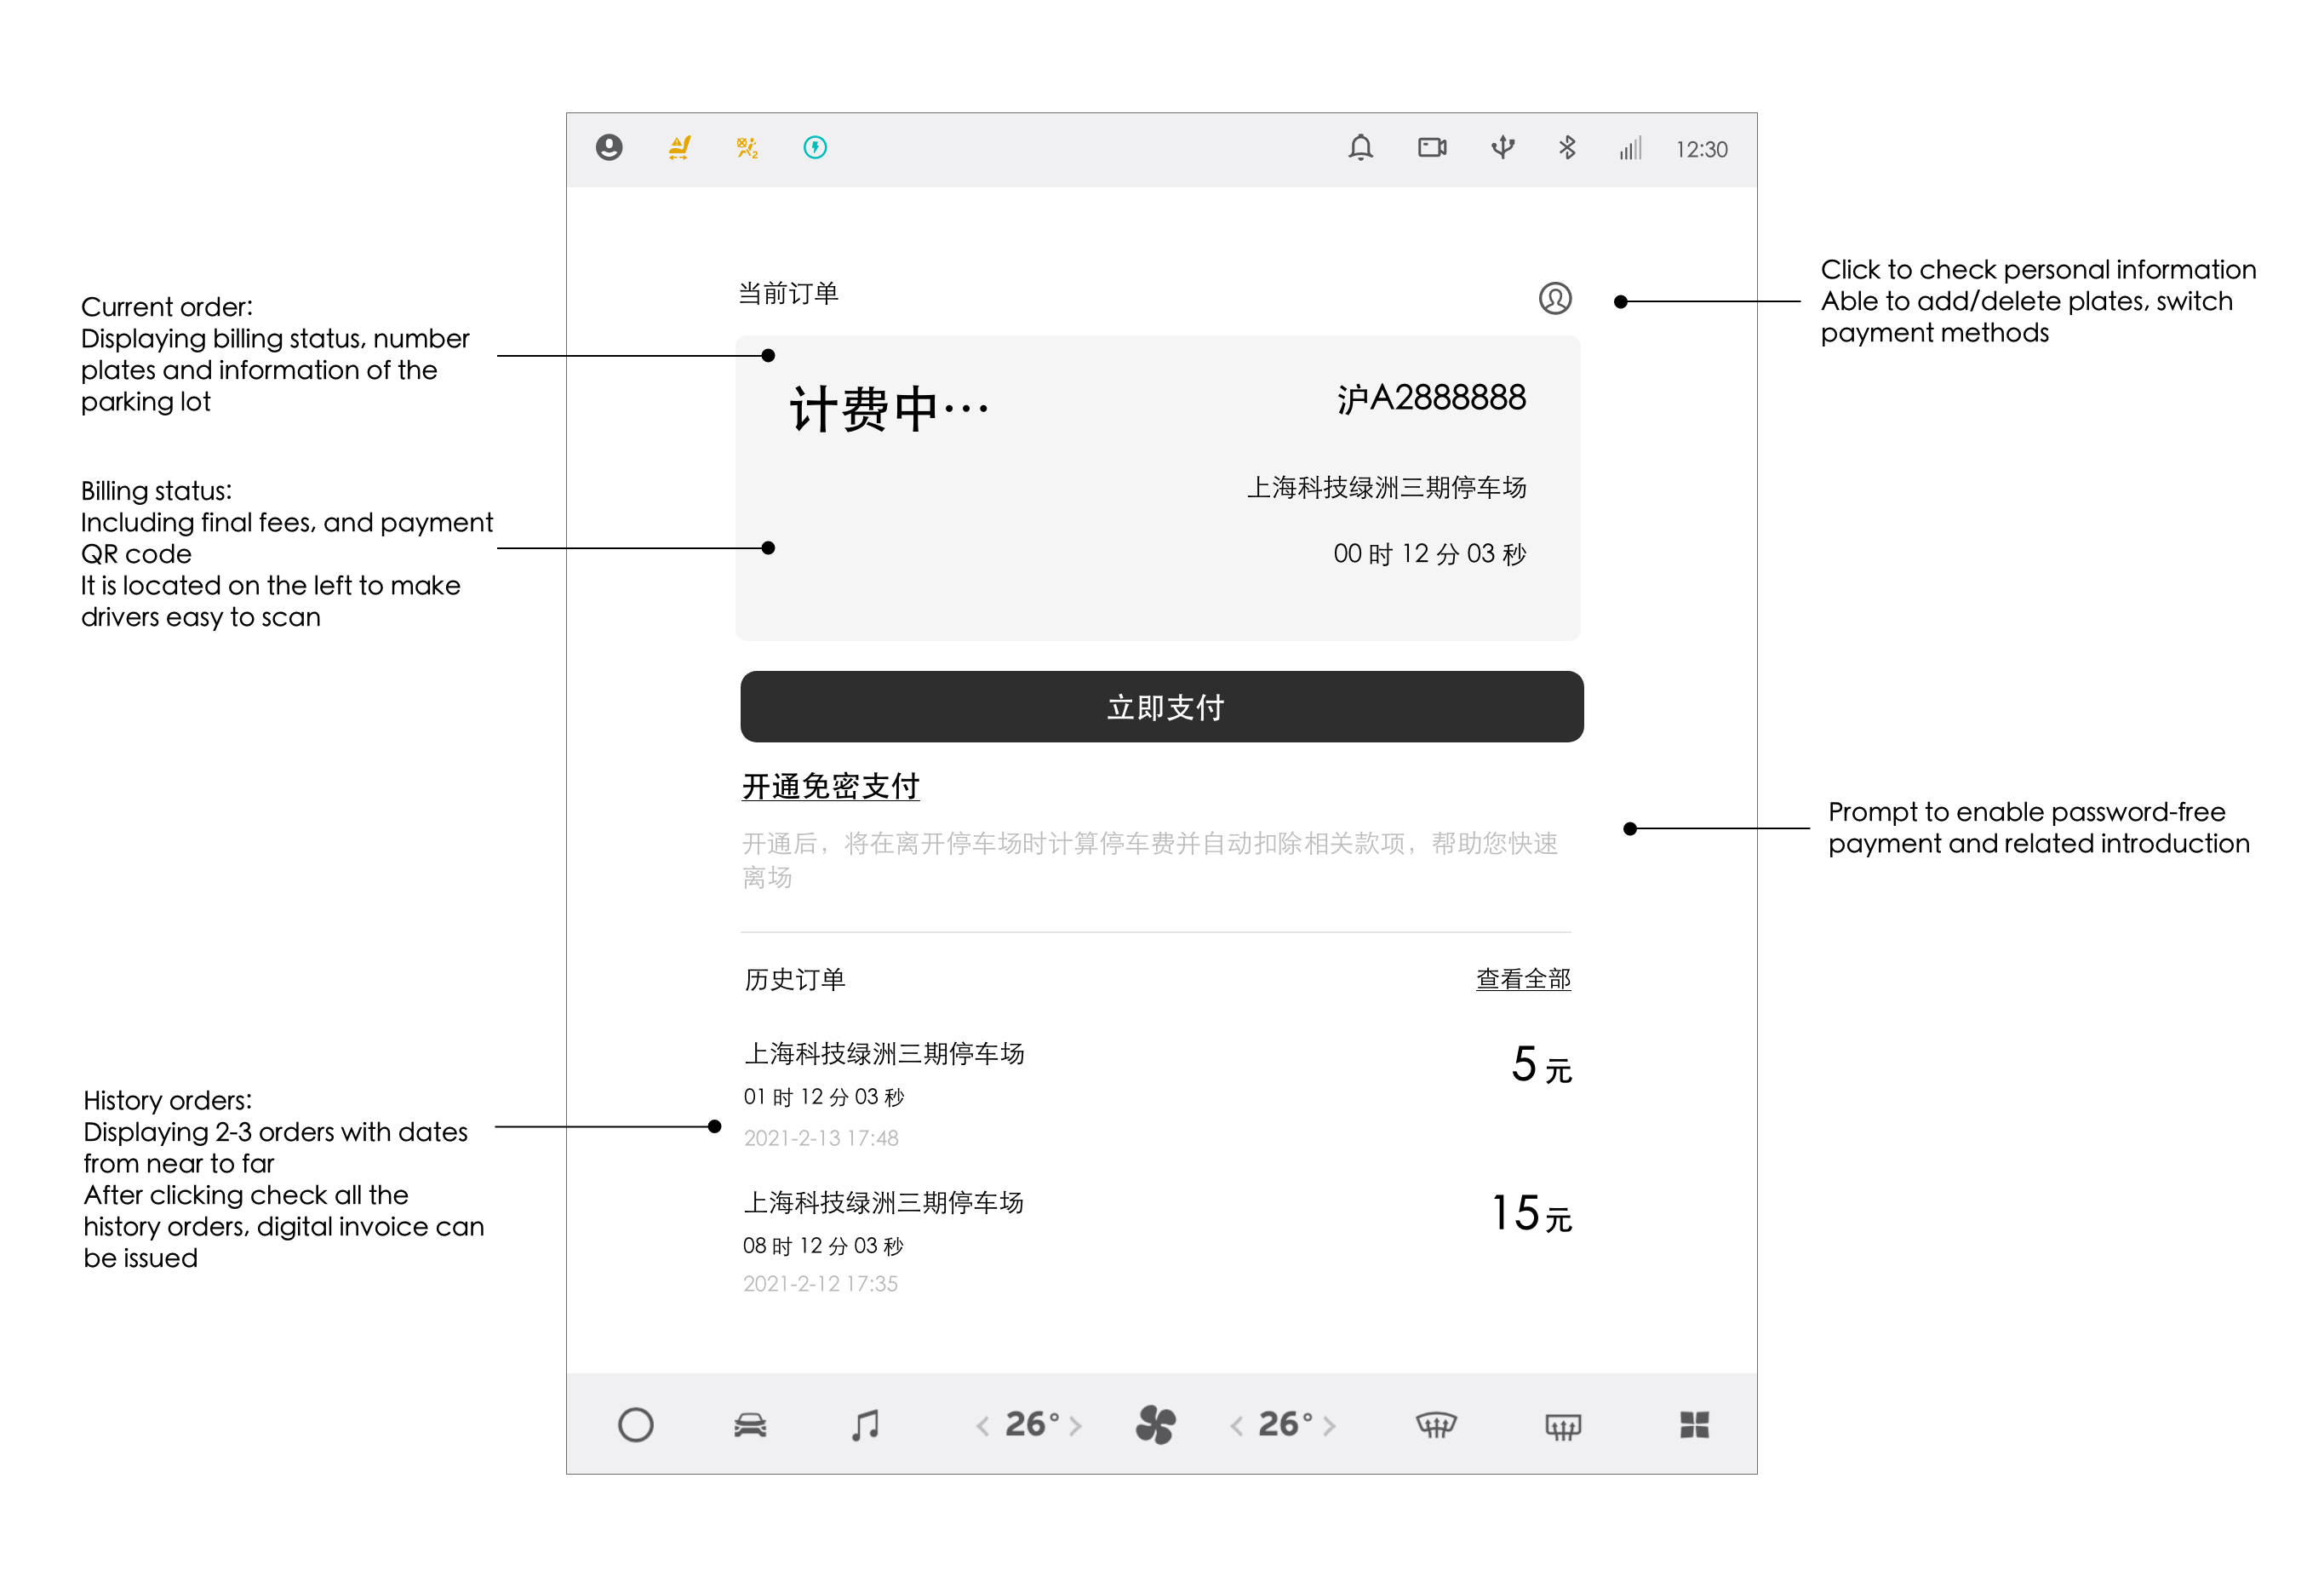 12:30
Current order:
Displaying billing status, number
plates and information of the
parking lot
Billing status:
Including final fees, and payment
QR code
It is located on the left to make
drivers easy to scan
当前订单
计费中···
沪A2888888
上海科技绿洲三期停车场
00 时 12 分 03 秒
Click to check personal information
Able to add/delete plates, switch
payment methods
立即支付
开通免密支付
开通后，将在离开停车场时计算停车费并自动扣除相关款项，帮助您快速
离场
Prompt to enable password-free
payment and related introduction
历史订单
查看全部
上海科技绿洲三期停车场
5 元
01 时 12 分 03 秒
2021-2-13 17:48
上海科技绿洲三期停车场
15 元
08 时 12 分 03 秒
2021-2-12 17:35
History orders:
Displaying 2-3 orders with dates
from near to far
After clicking check all the
history orders, digital invoice can
be issued
< 26° >
< 26° >